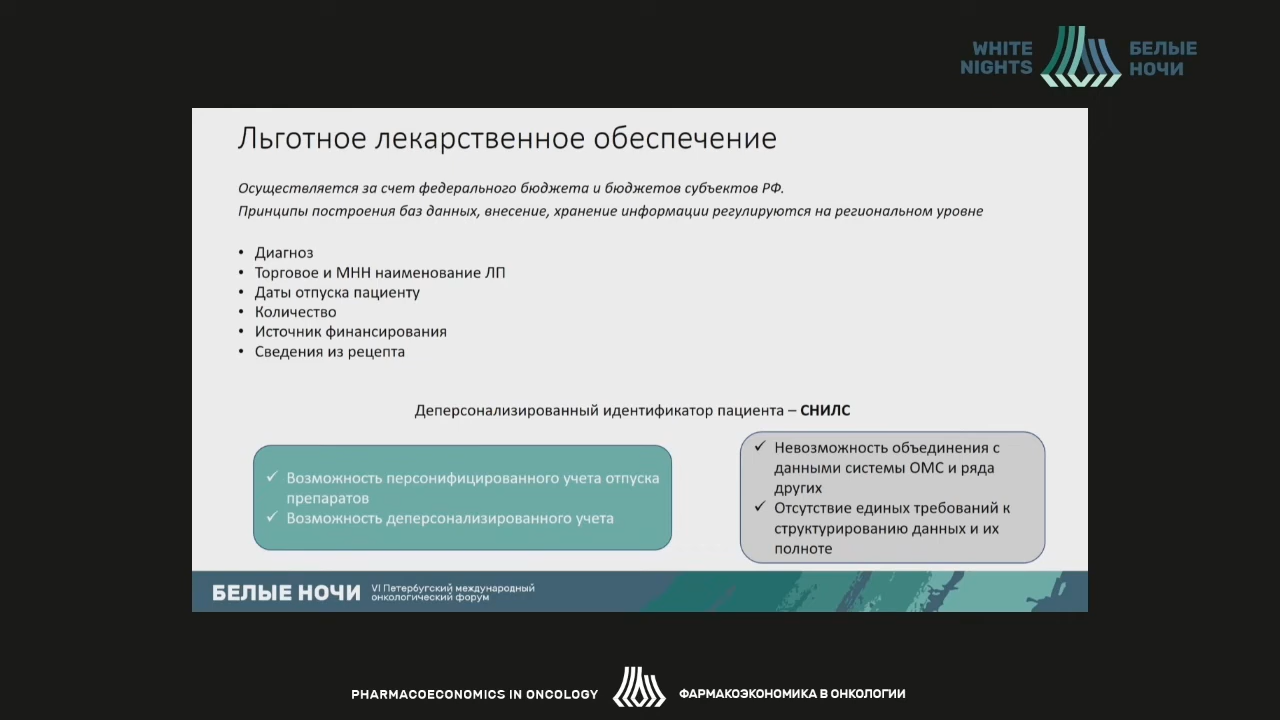 WHITE
NIGHTS
БЕЛЫЕ
НОЧИ
Льготное лекарственное обеспечение
Осуществляется за счет федерального бюджета и бюджетов субъектов РФ.
Принципы построения баз данных, внесение, хранение информации регулируются на региональном уровне
• Диагноз
• Торговое и МНН наименование ЛП
• Даты отпуска пациенту
• Количество
• Источник финансирования
• Сведения из рецепта
Деперсонализированный идентификатор пациента – СНИЛС
✓ Возможность персонифицированного учета отпуска
препаратов
✓ Возможность деперсонализированного учета
✓ Невозможность объединения с
данными системы ОМС и ряда
других
✓ Отсутствие единых требований к
структурированию данных и их
полноте
БЕЛЫЕ НОЧИ
VI Петербугский международный
онкологический форум
PHARMACOECONOMICS IN ONCOLOGY
ФАРМАКОЭКОНОМИКА В ОНКОЛОГИИ